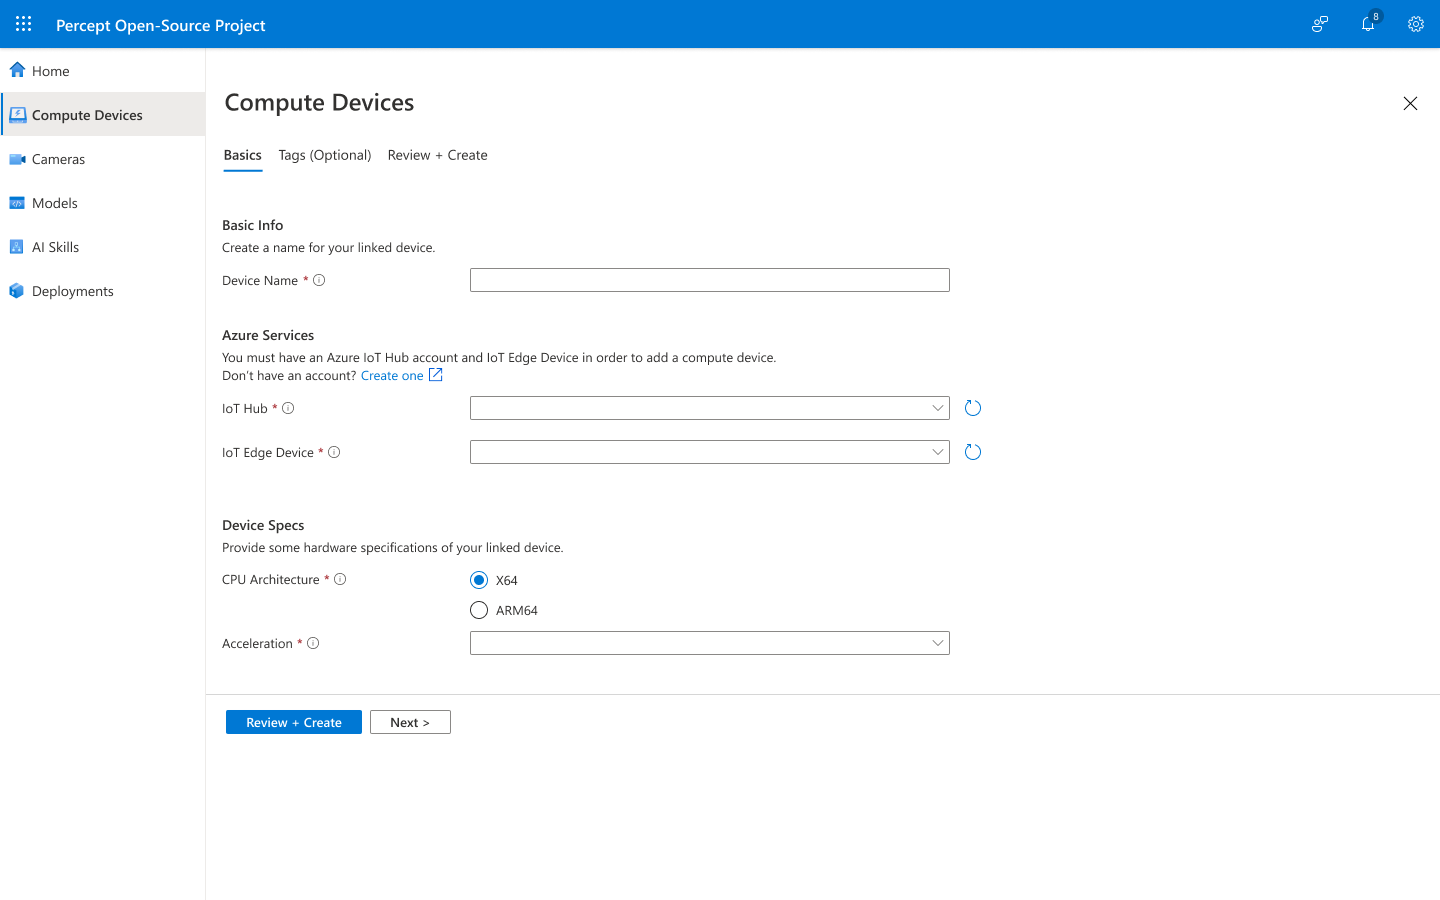 Percept Open-Source Project
8
Home
Compute Devices
Cameras
Models
AI Skills
Deployments
Compute Devices
Basics Tags (Optional) Review + Create
Basic Info
Create a name for your linked device.
Device Name *
Azure Services
You must have an Azure IoT Hub account and IoT Edge Device in order to add a compute device.
Don't have an account? Create one
IoT Hub *
IoT Edge Device *
Device Specs
Provide some hardware specifications of your linked device.
CPU Architecture * X64
ARM64
Acceleration *
Review + Create Next >